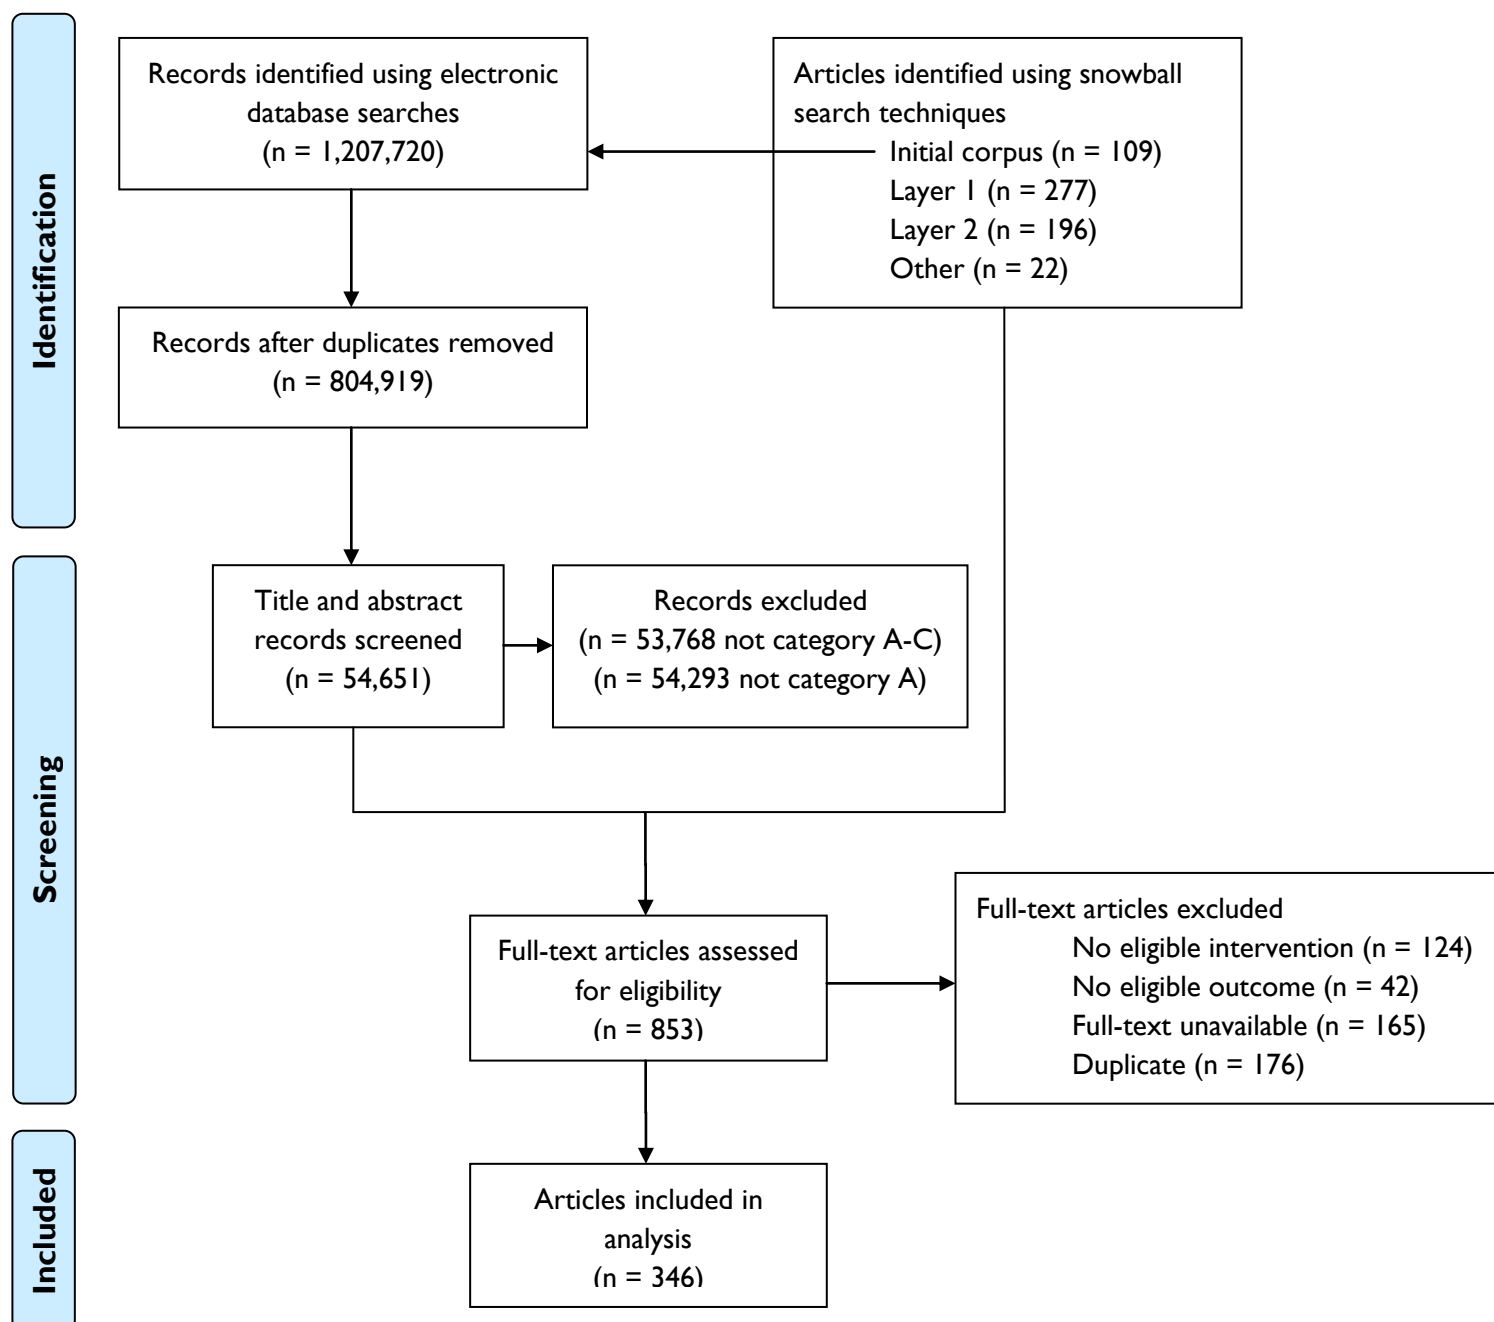 Identification
Records identified using electronic
database searches
(n = 1,207,720)
Articles identified using snowball
search techniques
Initial corpus (n = 109)
Layer 1 (n = 277)
Layer 2 (n = 196)
Other (n = 22)
Records after duplicates removed
(n = 804,919)
Screening
Title and abstract
records screened
(n = 54,651)
Records excluded
(n = 53,768 not category A-C)
(n = 54,293 not category A)
Full-text articles assessed
for eligibility
(n = 853)
Full-text articles excluded
No eligible intervention (n = 124)
No eligible outcome (n = 42)
Full-text unavailable (n = 165)
Duplicate (n = 176)
Included
Articles included in
analysis
(n = 346)